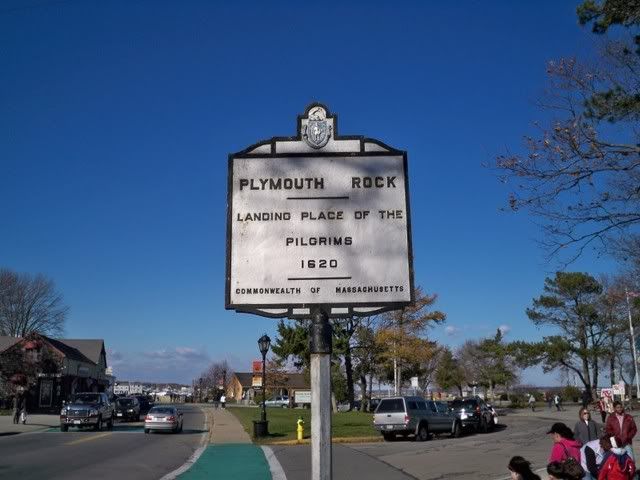 PLYMOUTH ROCK
LANDING PLACE OF THE
PILGRIMS
1620
COMMONWEALTH OF MASSACHUSETTS